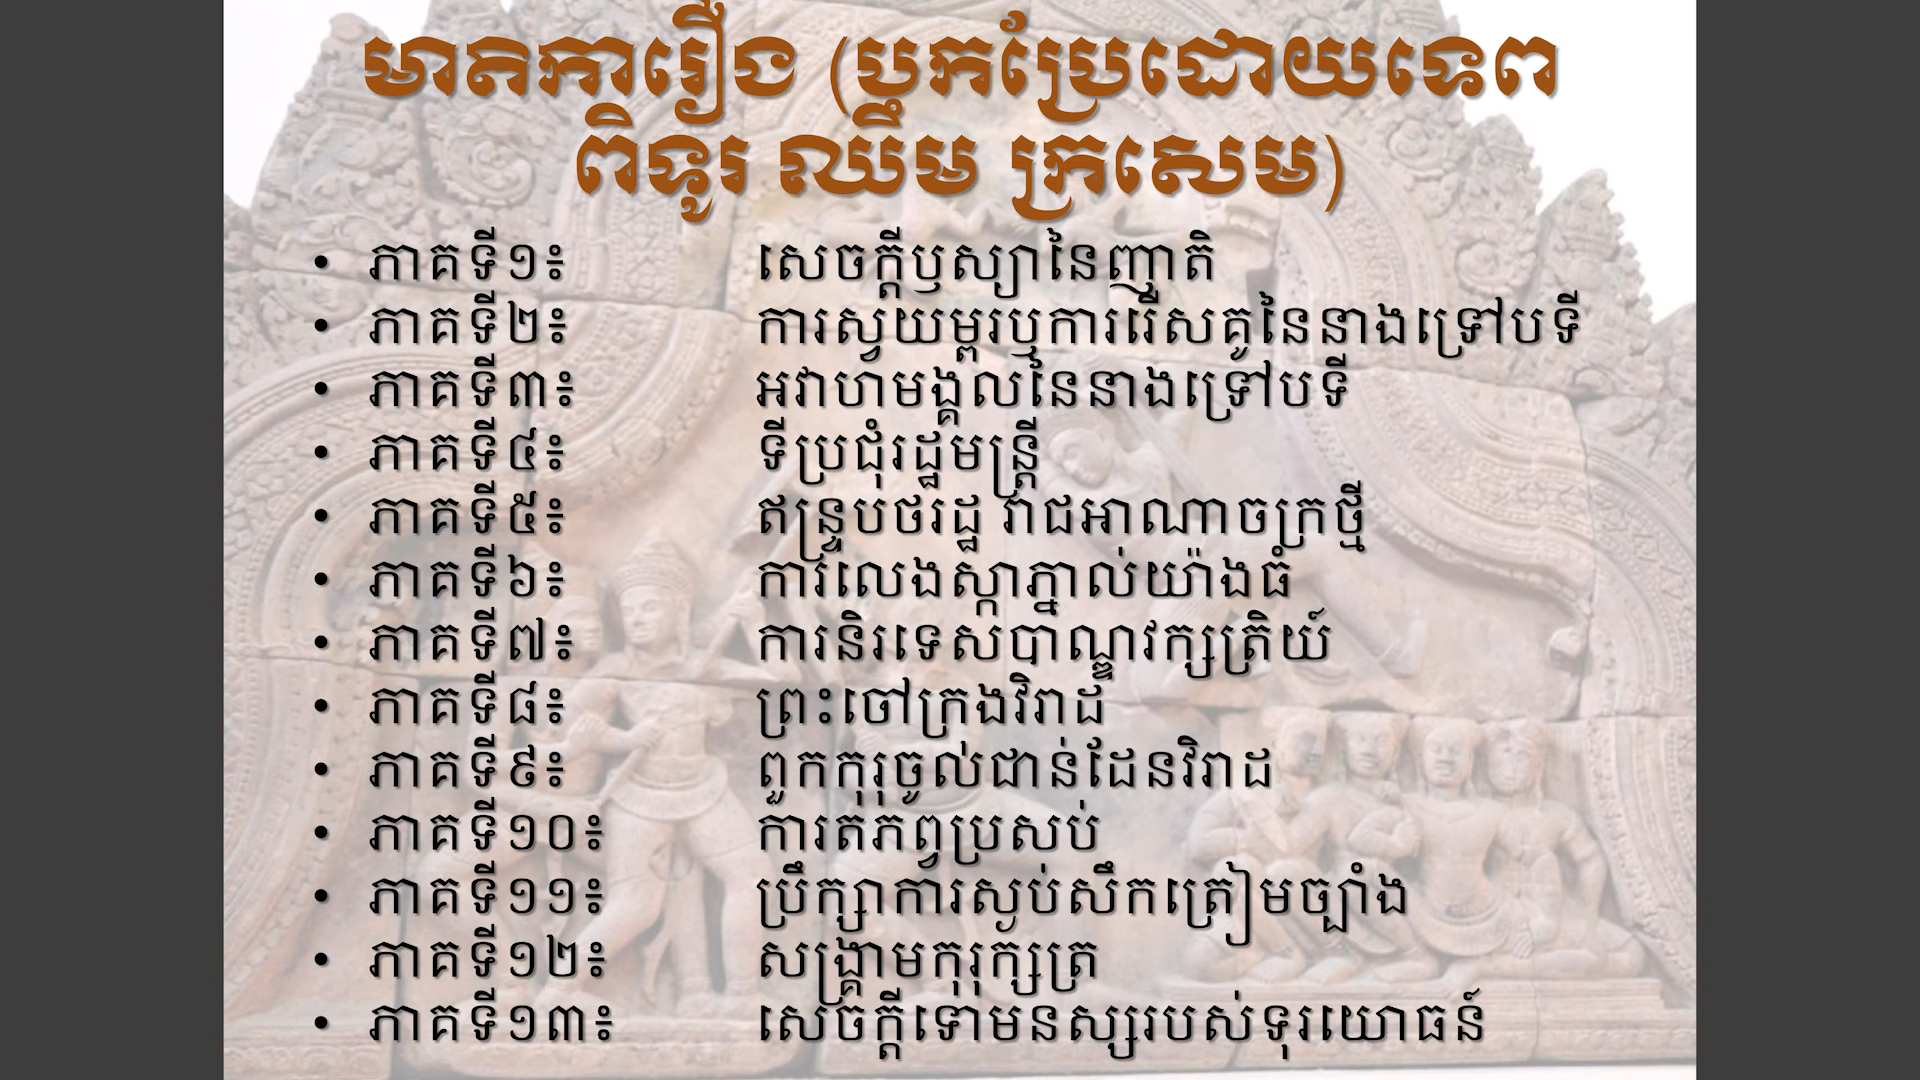 មាតិការឿង (ប្រែប្រែដោយទេព
ពិទូរ ឈឹម ក្រសេម)
• ភាគទី១៖ សេចក្ដីឫស្យានៃញាតិ
• ភាគទី២៖ ការស្វយម្ពរឬការរើសគូនៃនាងទ្រៅបទី
• ភាគទី៣៖ អវាហមង្គលនៃនាងទ្រៅបទី
• ភាគទី៤៖ ទីប្រជុំរដ្ឋមន្ត្រី
• ភាគទី៥៖ ឥន្ទ្របថរដ្ឋ រាជអាណាចក្រថ្មី
• ភាគទី៦៖ ការលេងស្កាភ្នាល់យ៉ាងធំ
• ភាគទី៧៖ ការនិរទេសបាណ្ឌវក្សត្រិយ៍
• ភាគទី៨៖ ព្រះចៅក្រុងវិរាដ
• ភាគទី៩៖ ពួកកុរុចូល់ជាន់ដែនវិរាដ
• ភាគទី១០៖ ការតភព្វប្រសប់
• ភាគទី១១៖ ប្រឹក្សាការស្ងប់សឹកត្រៀមច្បាំង
• ភាគទី១២៖ សង្គ្រាមកុរុក្សត្រ
• ភាគទី១៣៖ សេចក្ដីទោមនស្សរបស់ទុរយោធន៍